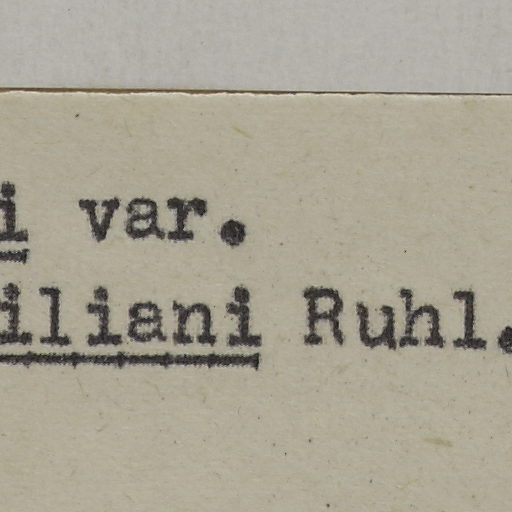 i var.
iliani Ruhl.